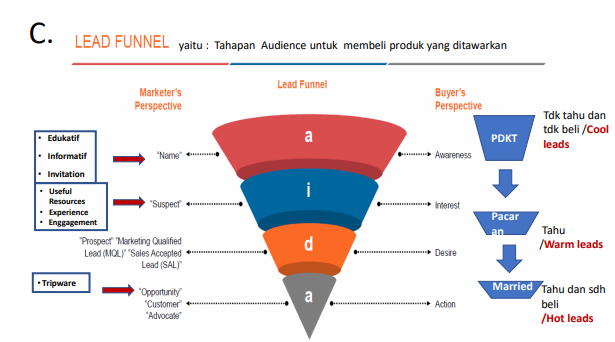 C. LEAD FUNNEL yaitu : Tahapan Audience untuk membeli produk yang ditawarkan
Marketer's
Perspective
Lead Funnel
Buyer's
Perspective
• Edukatif
• Informatif
• Invitation
• Useful
Resources
• Experience
• Enggagement
• Tripware
"Name"
"Suspect"
"Prospect" "Marketing Qualified
Lead (MQL)" "Sales Accepted
Lead (SAL)"
"Opportunity"
"Customer"
"Advocate"
a
i
d
a
Awareness
Interest
Desire
Action
PDKT
Pacar
an
Married
Tdk tahu dan
tdk beli /Cool
leads
Tahu
/Warm leads
Tahu dan sdh
beli
/Hot leads